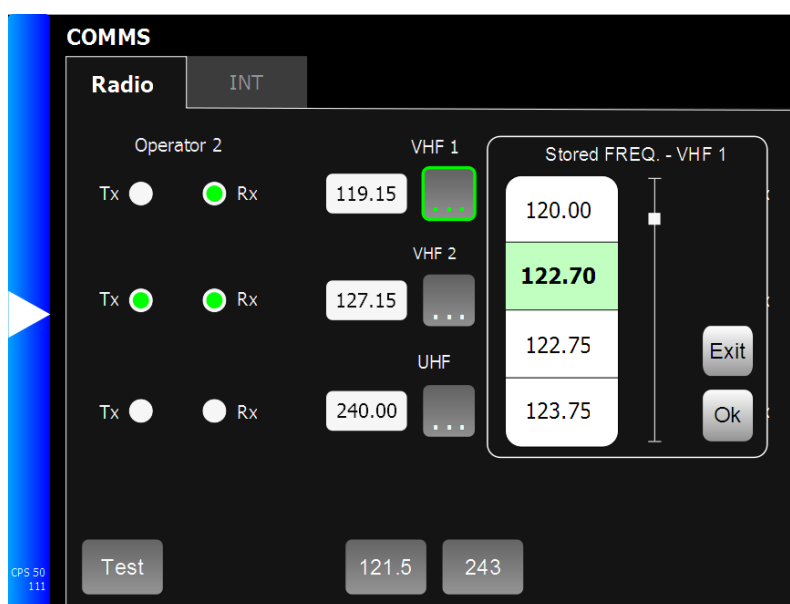 COMMS
Radio INT
Operator 2 VHF 1 Stored FREQ. - VHF 1
Tx Rx 119.15 ... 120.00
VHF 2 122.70
Tx Rx 127.15 ... 122.75 Exit
UHF
Tx Rx 240.00 ... 123.75 Ok
Test 121.5 243
CPS 50
111